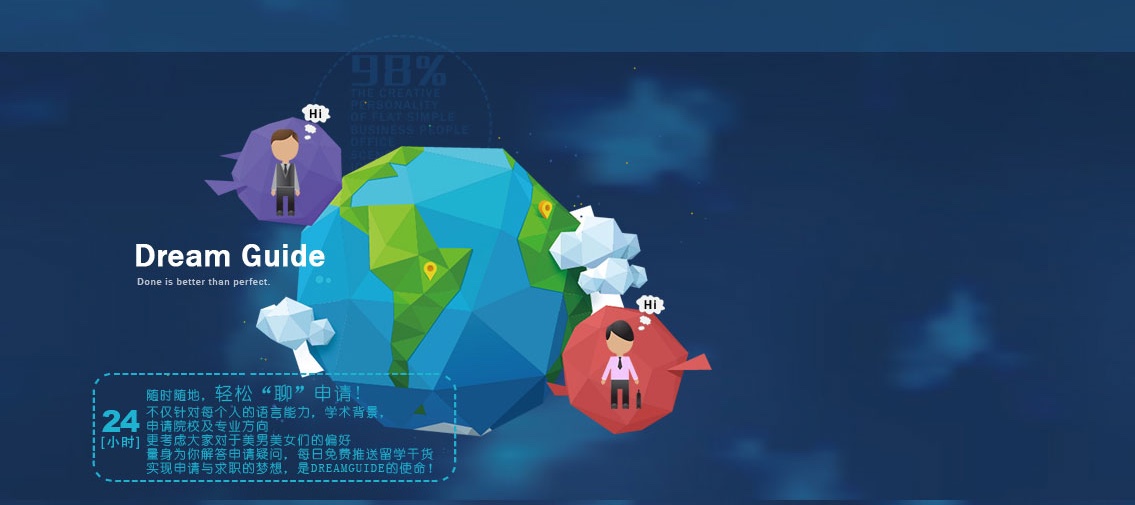 98%
THE CREATIVE
PERSONALITY
OF FLAT SIMPLE
BUSINESS PEOPLE
OFFICE
Hi
Dream Guide
Done is better than perfect.
Hi
24
[小时]
随时随地，轻松“聊”申请！
不仅针对每个人的语言能力，学术背景，
申请院校及专业方向
更考虑大家对于美男美女们的偏好
量身为你解答申请疑问，每日免费推送留学干货
实现申请与求职的梦想，是DREAMGUIDE的使命！